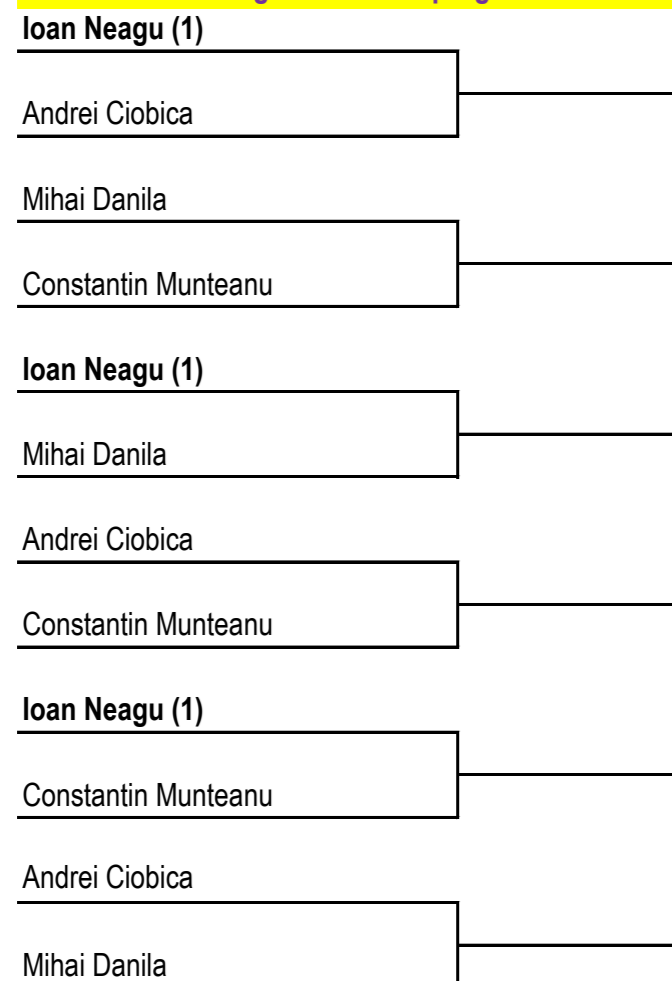 Ioan Neagu (1)
Andrei Ciobica
Mihai Danila
Constantin Munteanu
Ioan Neagu (1)
Mihai Danila
Andrei Ciobica
Constantin Munteanu
Ioan Neagu (1)
Constantin Munteanu
Andrei Ciobica
Mihai Danila